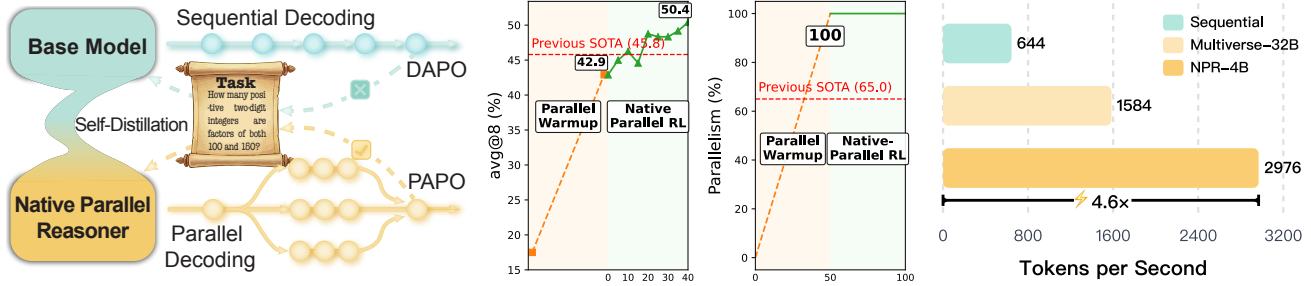 Sequential Decoding
Base Model
DAPO
Task
How many posi
-tive two-digit
integers are
factors of both
100 and 150?
Self-Distillation
PAPO
Native Parallel
Reasoner
Parallel
Decoding
avg@8 (%)
50
45
40
35
30
25
20
15
50.4
Previous SOTA (45.8)
42.9
Parallel
Warmup
Native
Parallel RL
0 10 20 30 40
Parallelism (%)
100
80
60
40
20
0
100
Previous SOTA (65.0)
Parallel
Warmup
Native-
Parallel RL
0 50 100
Sequential
Multiverse-32B
NPR-4B
644
1584
2976
⚡4.6×
0 800 1600 2400 3200
Tokens per Second